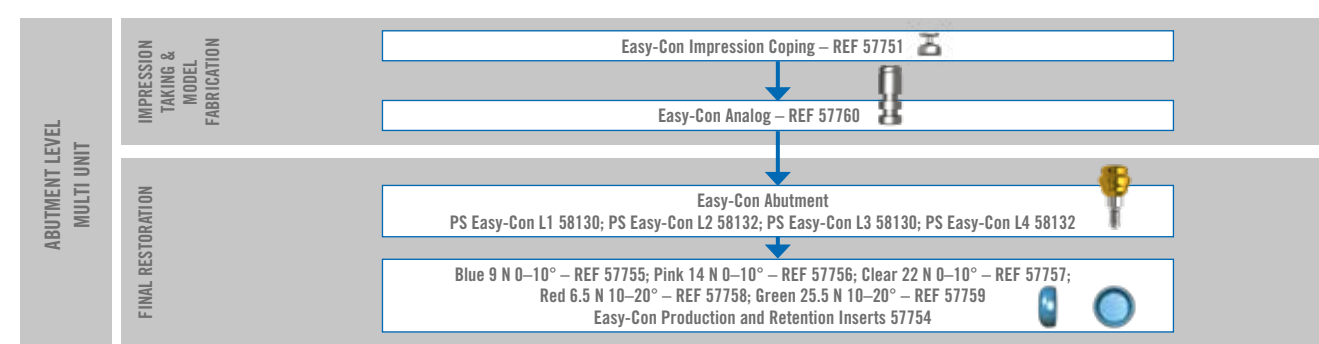 ABUTMENT LEVEL
MULTI UNIT
IMPRESSION
TAKING &
MODEL
FABRICATION
Easy-Con Impression Coping – REF 57751
Easy-Con Analog – REF 57760
FINAL RESTORATION
Easy-Con Abutment
PS Easy-Con L1 58130; PS Easy-Con L2 58132; PS Easy-Con L3 58130; PS Easy-Con L4 58132
Blue 9 N 0–10° – REF 57755; Pink 14 N 0–10° – REF 57756; Clear 22 N 0–10° – REF 57757;
Red 6.5 N 10–20° – REF 57758; Green 25.5 N 10–20° – REF 57759
Easy-Con Production and Retention Inserts 57754